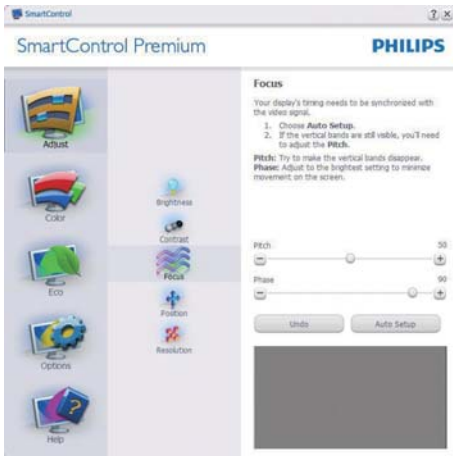 SmartControl
SmartControl Premium
PHILIPS
Adjust
Color
Eco
Options
Help
Brightness
Contrast
Focus
Position
Resolution
Focus
Your display's timing needs to be synchronized with
the video signal.
1. Choose Auto Setup.
2. If the vertical bands are still visible, you'll need
to adjust the Pitch.
Pitch: Try to make the vertical bands disappear.
Phase: Adjust to the brightest setting to minimize
movement on the screen.
Pitch 50
Phase 90
Undo
Auto Setup